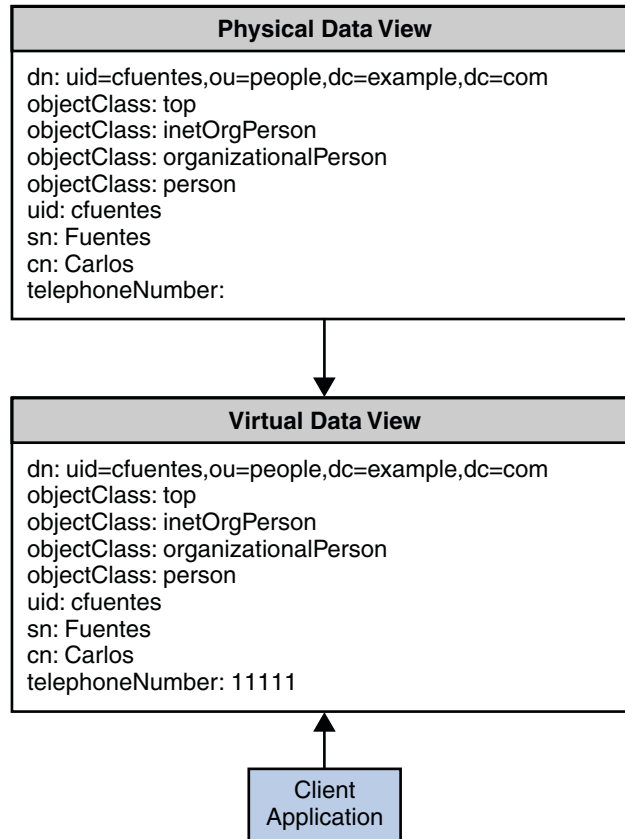 Physical Data View
dn: uid=cfuentes,ou=people,dc=example,dc=com
objectClass: top
objectClass: inetOrgPerson
objectClass: organizationalPerson
objectClass: person
uid: cfuentes
sn: Fuentes
cn: Carlos
telephoneNumber:
Virtual Data View
dn: uid=cfuentes,ou=people,dc=example,dc=com
objectClass: top
objectClass: inetOrgPerson
objectClass: organizationalPerson
objectClass: person
uid: cfuentes
sn: Fuentes
cn: Carlos
telephoneNumber: 11111
Client
Application